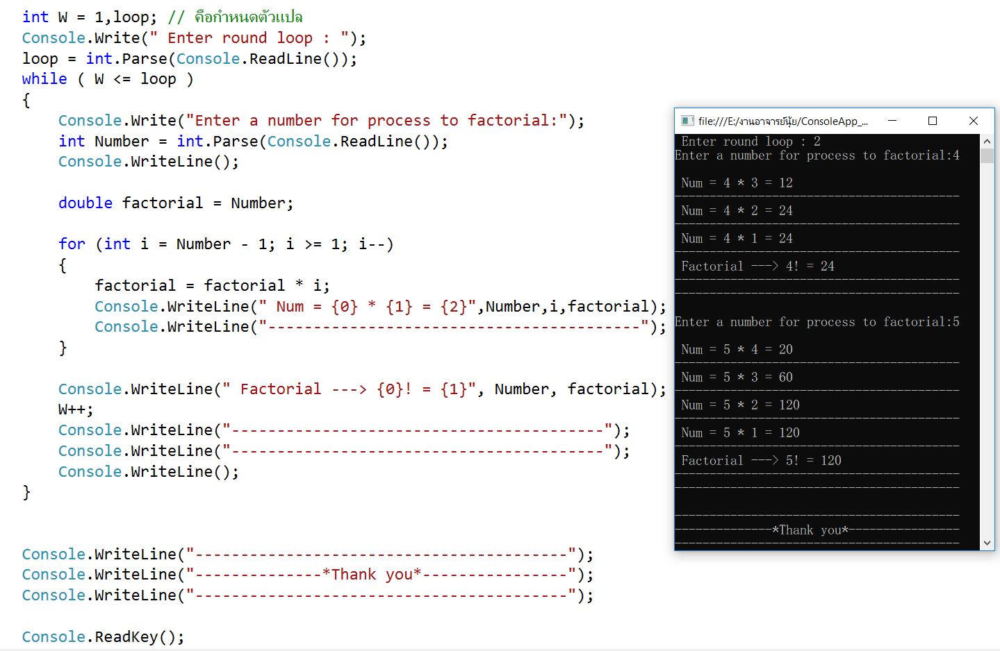 int W = 1,loop; // คือกำหนดตัวแปล
Console.Write(" Enter round loop : ");
loop = int.Parse(Console.ReadLine());
while ( W <= loop )
{
    Console.Write("Enter a number for process to factorial:");
    int Number = int.Parse(Console.ReadLine());
    Console.WriteLine();

    double factorial = Number;

    for (int i = Number - 1; i >= 1; i--)
    {
        factorial = factorial * i;
        Console.WriteLine(" Num = {0} * {1} = {2}",Number,i,factorial);
        Console.WriteLine("-----------------------------------------");
    }

    Console.WriteLine(" Factorial ---> {0}! = {1}", Number, factorial);
    W++;
    Console.WriteLine("-----------------------------------------");
    Console.WriteLine("-----------------------------------------");
    Console.WriteLine();
}

Console.WriteLine("-----------------------------------------");
Console.WriteLine("--------------*Thank you*----------------");
Console.WriteLine("-----------------------------------------");

Console.ReadKey();
file:///E:/งานอาจารย์นุ้ย/ConsoleApp_...
 Enter round loop : 2
Enter a number for process to factorial:4

 Num = 4 * 3 = 12
-----------------------------------------
 Num = 4 * 2 = 24
-----------------------------------------
 Num = 4 * 1 = 24
-----------------------------------------
 Factorial ---> 4! = 24
-----------------------------------------
-----------------------------------------

Enter a number for process to factorial:5

 Num = 5 * 4 = 20
-----------------------------------------
 Num = 5 * 3 = 60
-----------------------------------------
 Num = 5 * 2 = 120
-----------------------------------------
 Num = 5 * 1 = 120
-----------------------------------------
 Factorial ---> 5! = 120
-----------------------------------------
-----------------------------------------

-----------------------------------------
--------------*Thank you*----------------
-----------------------------------------